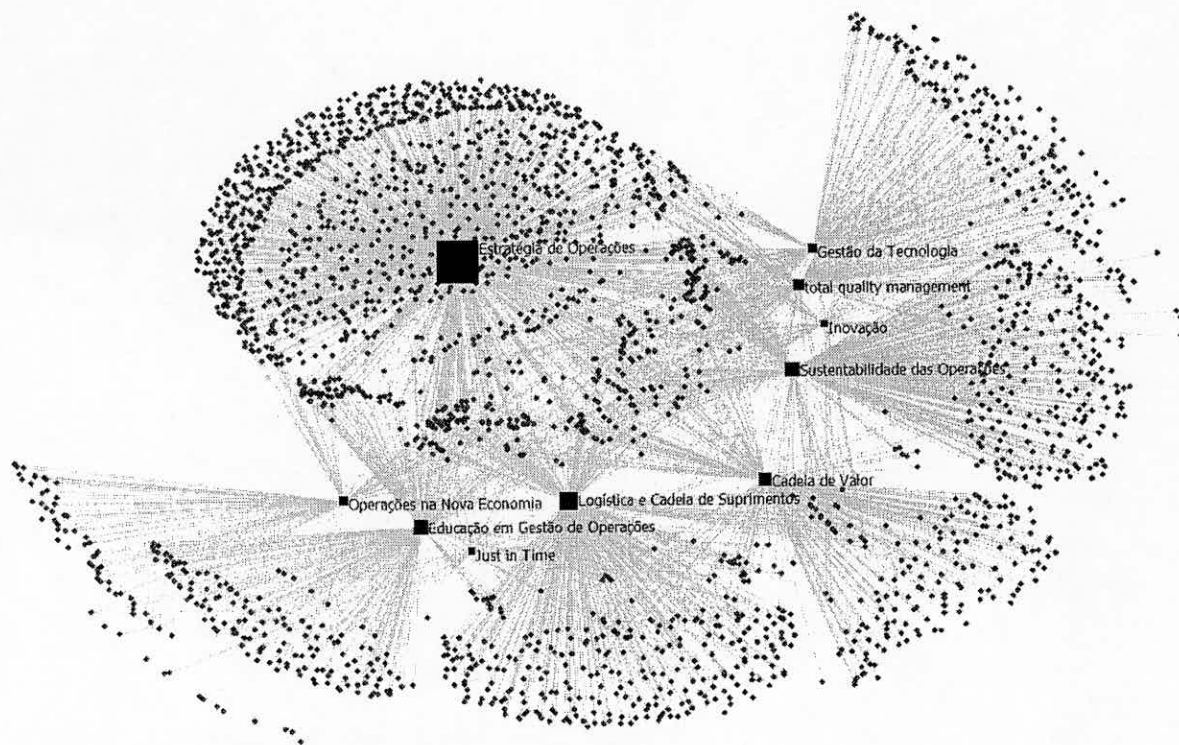 Estratégia de Operações
Gestão da Tecnologia
total quality management
Inovação
Sustentabilidade das Operações
Cadeia de Valor
Operações na Nova Economia
Logística e Cadeia de Suprimentos
Educação em Gestão de Operações
Just in Time